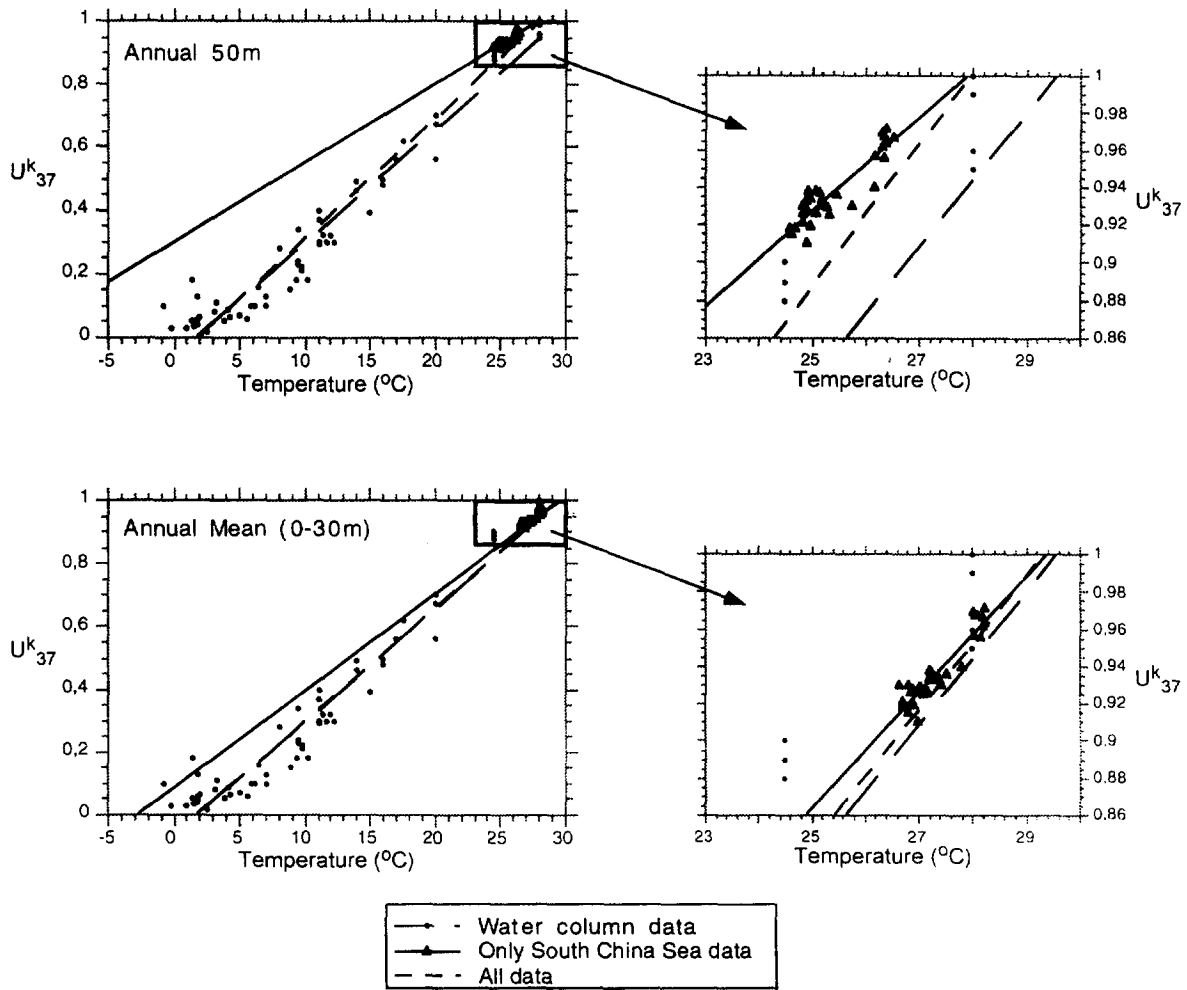 Annual 50m
1
0,8
0,6
0,4
0,2
0
U^k_37
-5 0 5 10 15 20 25 30
Temperature (°C)
1
0.98
0.96
0.94
0.92
0,9
0.88
0.86
U^k_37
23 25 27 29
Temperature (°C)
Annual Mean (0-30m)
1
0,8
0,6
0,4
0,2
0
U^k_37
-5 0 5 10 15 20 25 30
Temperature (°C)
1
0.98
0.96
0.94
0.92
0.9
0.88
0.86
U^k_37
23 25 27 29
Temperature (°C)
Water column data
Only South China Sea data
All data